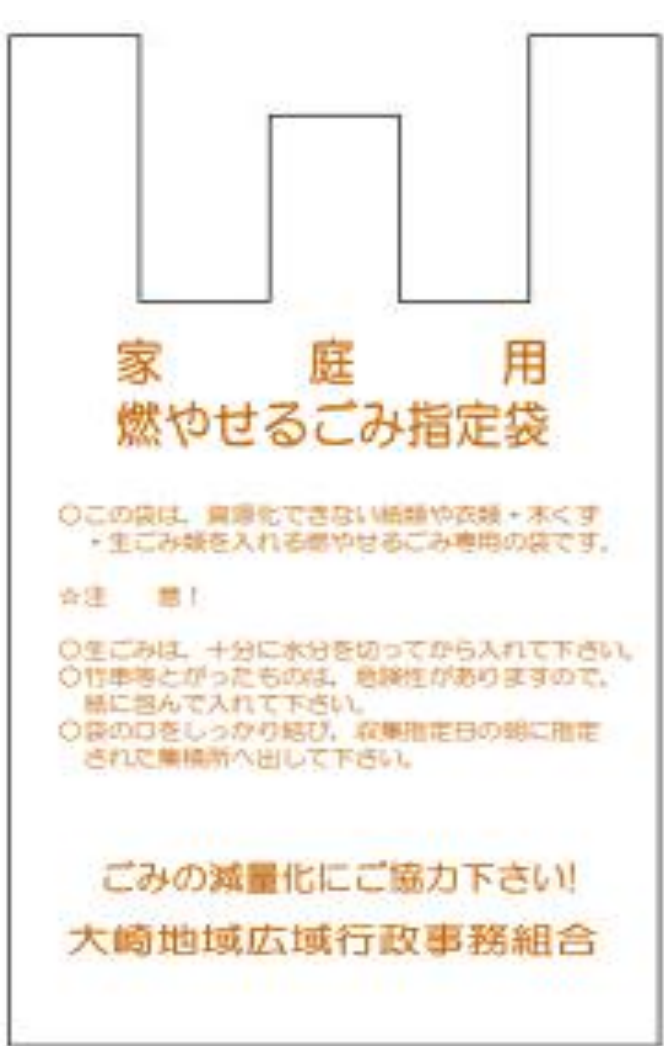 家庭用
燃やせるごみ指定袋
○この袋は、資源化できない紙類や衣類・木くず
・生ごみ類を入れる燃やせるごみ専用の袋です。
☆注 意!
○生ごみは、十分に水分を切ってから入れて下さい。
○竹串等とがったものは、危険性がありますので、
紙に包んで入れて下さい。
○袋の口をしっかり結び、収集指定日の朝に指定
された集積所へ出して下さい。
ごみの減量化にご協力下さい!
大崎地域広域行政事務組合